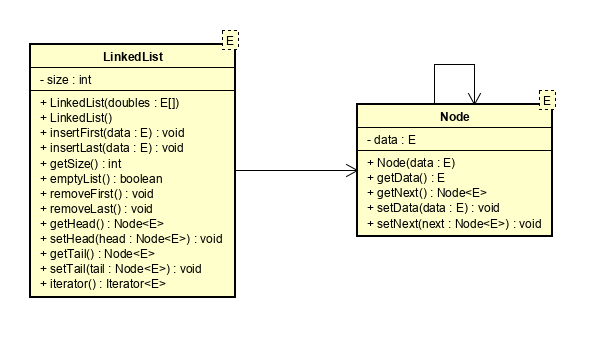 E
LinkedList
- size : int
+ LinkedList(doubles : E[])
+ LinkedList()
+ insertFirst(data : E) : void
+ insertLast(data : E) : void
+ getSize() : int
+ emptyList() : boolean
+ removeFirst() : void
+ removeLast() : void
+ getHead() : Node<E>
+ setHead(head : Node<E>) : void
+ getTail() : Node<E>
+ setTail(tail : Node<E>) : void
+ iterator() : Iterator<E>
E
Node
- data : E
+ Node(data : E)
+ getData() : E
+ getNext() : Node<E>
+ setData(data : E) : void
+ setNext(next : Node<E>) : void